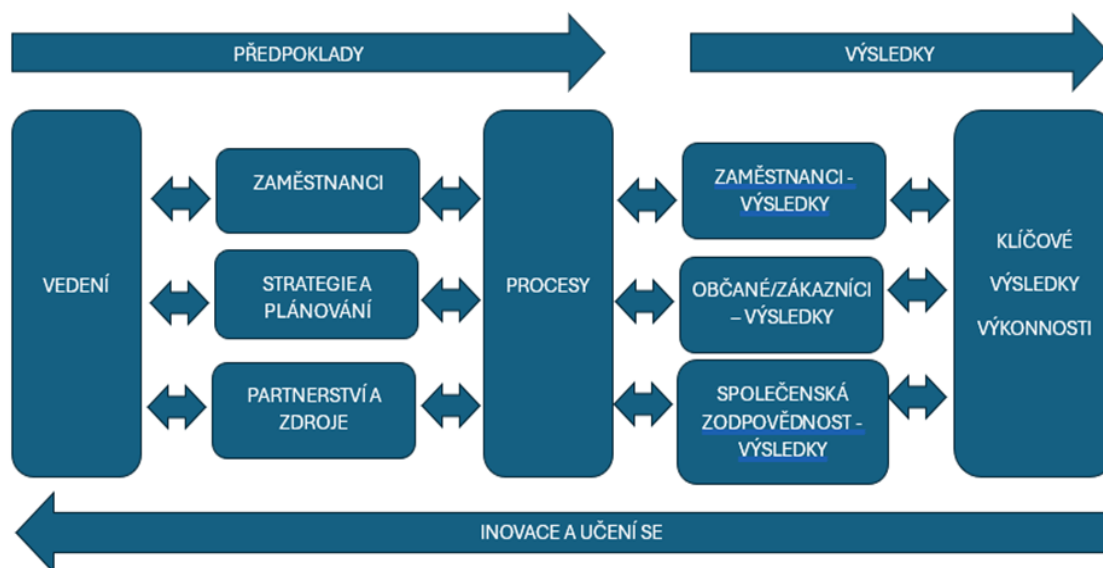 PŘEDPOKLADY
VÝSLEDKY
VEDENÍ
ZAMĚSTNANCI
STRATEGIE A
PLÁNOVÁNÍ
PARTNERSTVÍ A
ZDROJE
PROCESY
ZAMĚSTNANCI -
VÝSLEDKY
OBČANÉ/ZÁKAZNÍCI
– VÝSLEDKY
SPOLEČENSKÁ
ZODPOVĚDNOST -
VÝSLEDKY
KLÍČOVÉ
VÝSLEDKY
VÝKONNOSTI
INOVACE A UČENÍ SE